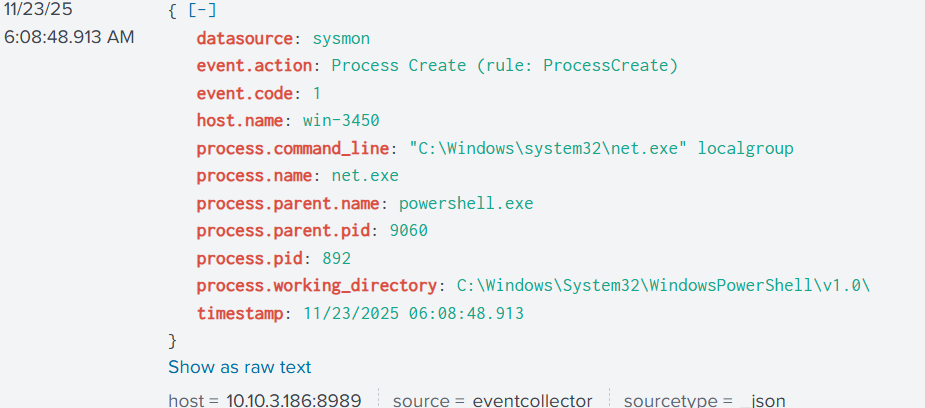 11/23/25
6:08:48.913 AM
{ [-]
datasource: sysmon
event.action: Process Create (rule: ProcessCreate)
event.code: 1
host.name: win-3450
process.command_line: "C:\Windows\system32\net.exe" localgroup
process.name: net.exe
process.parent.name: powershell.exe
process.parent.pid: 9060
process.pid: 892
process.working_directory: C:\Windows\System32\WindowsPowerShell\v1.0\
timestamp: 11/23/2025 06:08:48.913
}
Show as raw text
host = 10.10.3.186:8989 source = eventcollector sourcetype = _json